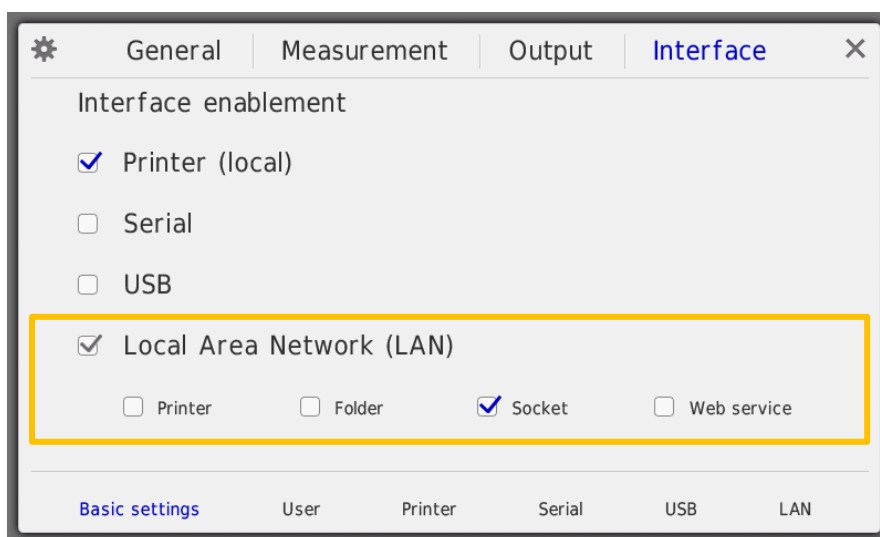 General Measurement Output Interface
Interface enablement
Printer (local)
Serial
USB
Local Area Network (LAN)
Printer Folder Socket Web service
Basic settings User Printer Serial USB LAN